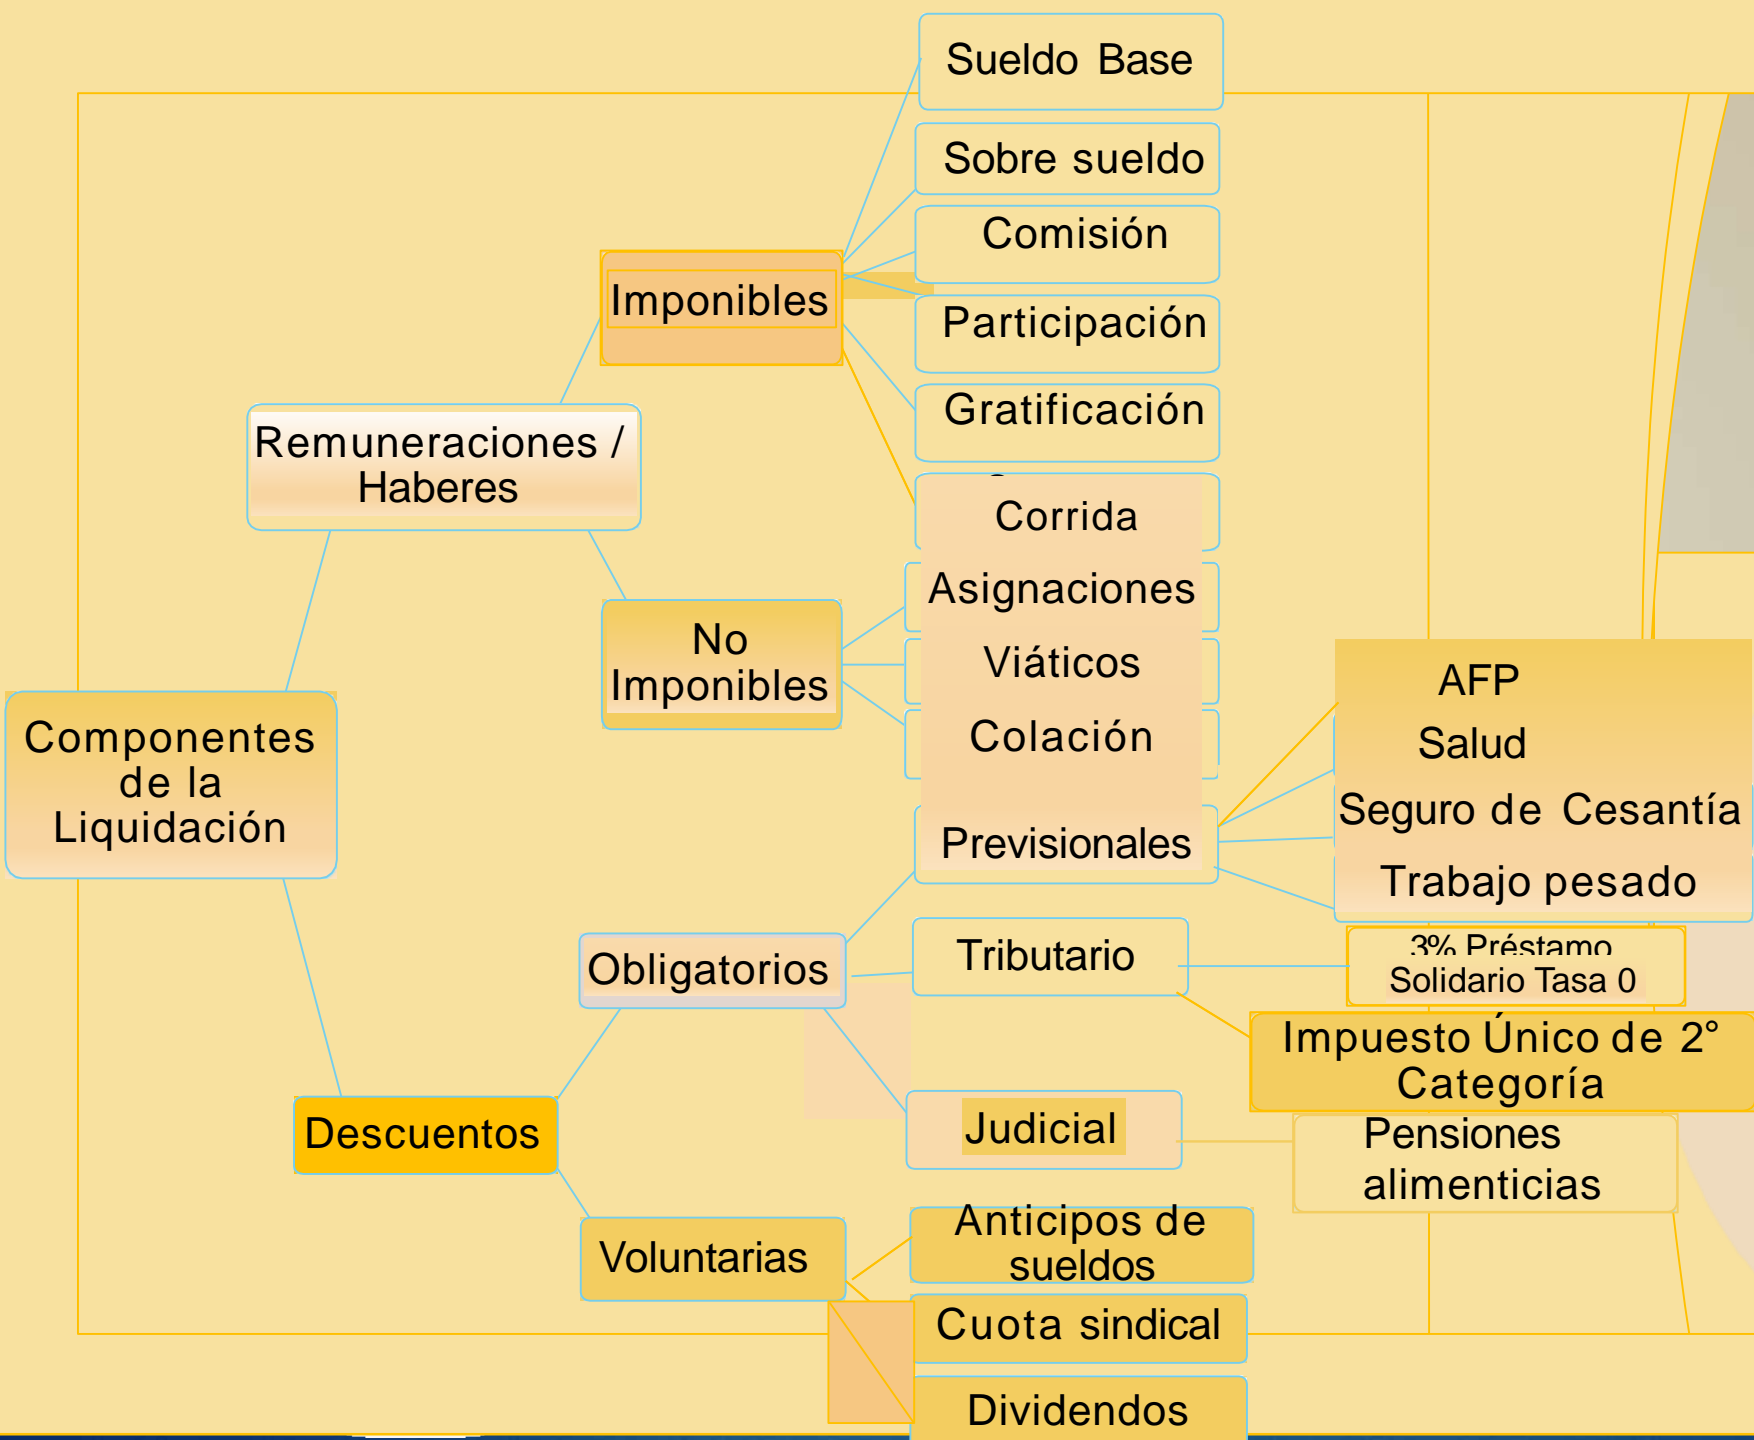 Sueldo Base
Sobre sueldo
Comisión
Imponibles
Participación
Gratificación
Remuneraciones /
Haberes
Corrida
Asignaciones
No
Imponibles
Viáticos
Colación
Componentes
de la
Liquidación
AFP
Salud
Seguro de Cesantía
Trabajo pesado
Previsionales
Obligatorios
Tributario
3% Préstamo
Solidario Tasa 0
Impuesto Único de 2°
Categoría
Descuentos
Judicial
Pensiones
alimenticias
Voluntarias
Anticipos de
sueldos
Cuota sindical
Dividendos